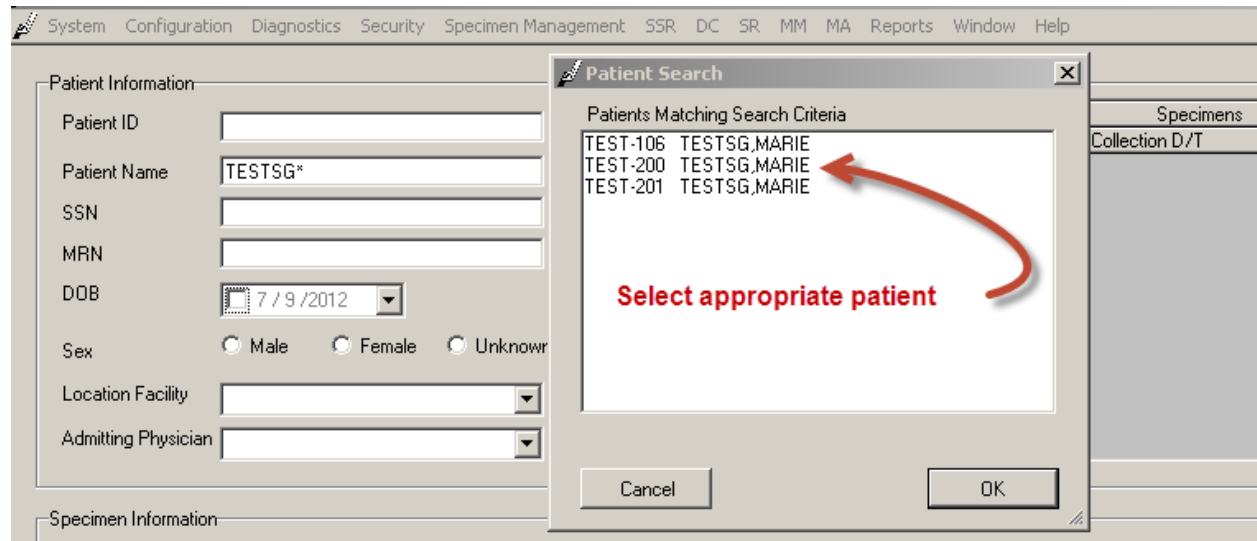 System Configuration Diagnostics Security Specimen Management SSR DC SR MM MA Reports Window Help
Patient Information
Patient ID
Patient Name TESTSG*
SSN
MRN
DOB 7 / 9 /2012
Sex Male Female Unknown
Location Facility
Admitting Physician
Specimen Information
Patient Search
Patients Matching Search Criteria
TEST-106 TESTSG,MARIE
TEST-200 TESTSG,MARIE
TEST-201 TESTSG,MARIE
Select appropriate patient
Cancel OK
Specimens
Collection D/T